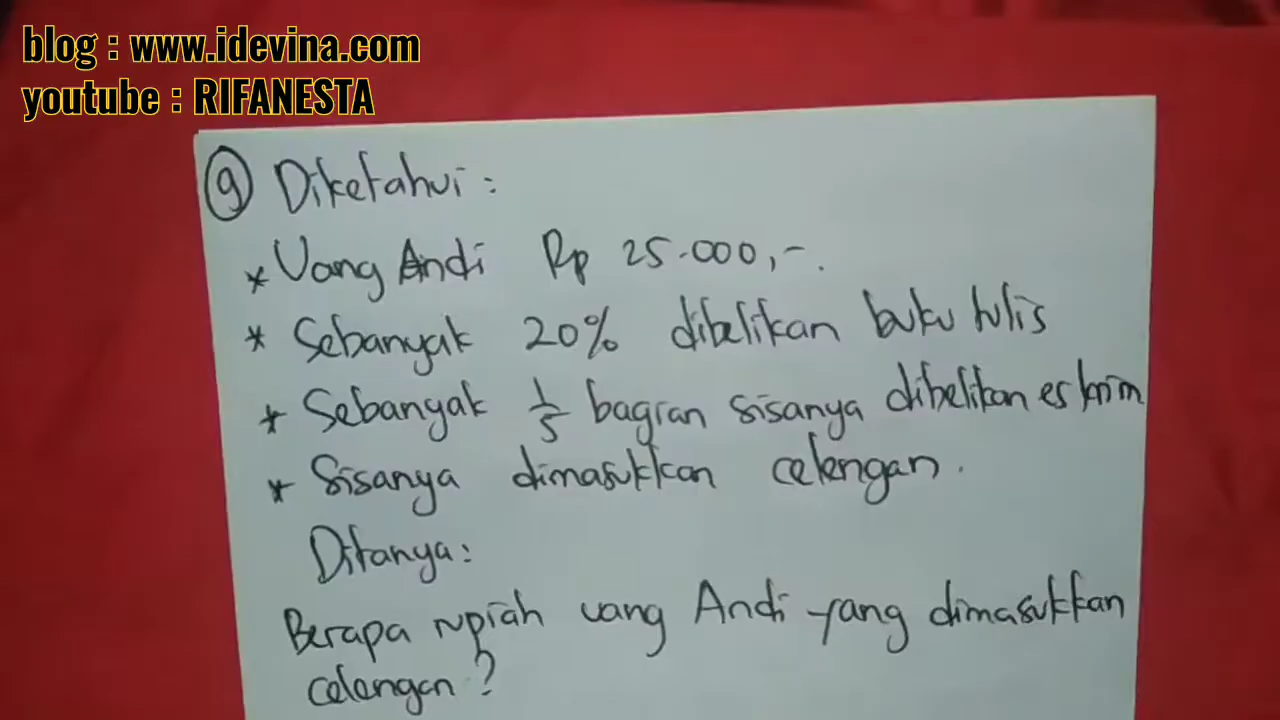 blog : www.idevina.com
youtube : RIFANESTA
9 Diketahui :
* Uang Andi Rp 25.000,-.
* Sebanyak 20% dibelikan buku tulis
* Sebanyak 1/5 bagian sisanya dibelikan es krim
* Sisanya dimasukkan celengan.
Ditanya:
Berapa rupiah uang Andi yang dimasukkan
celengan ?